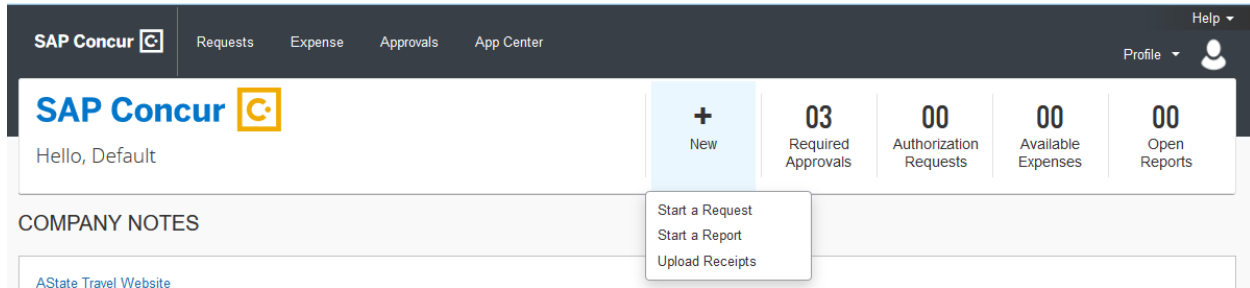 Help
SAP Concur C Requests Expense Approvals App Center
Profile
SAP Concur C
Hello, Default
+
New
03
Required
Approvals
00
Authorization
Requests
00
Available
Expenses
00
Open
Reports
Start a Request
Start a Report
Upload Receipts
COMPANY NOTES
AState Travel Website